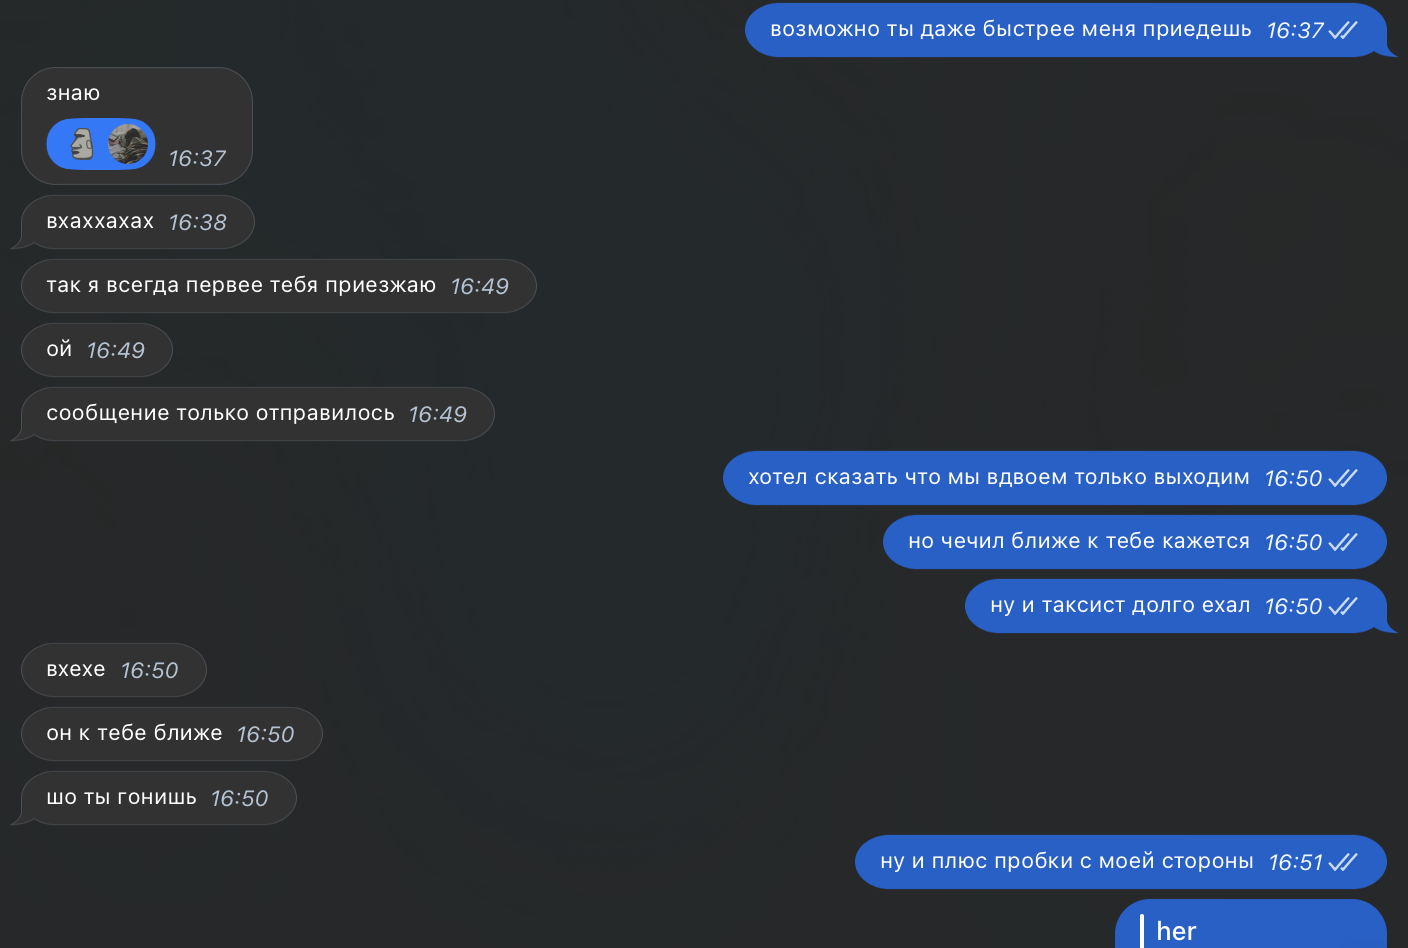 возможно ты даже быстрее меня приедешь 16:37
знаю
16:37
вхаххахах 16:38
так я всегда первее тебя приезжаю 16:49
ой 16:49
сообщение только отправилось 16:49
хотел сказать что мы вдвоем только выходим 16:50
но чечил ближе к тебе кажется 16:50
ну и таксист долго ехал 16:50
вхехе 16:50
он к тебе ближе 16:50
шо ты гонишь 16:50
ну и плюс пробки с моей стороны 16:51
her